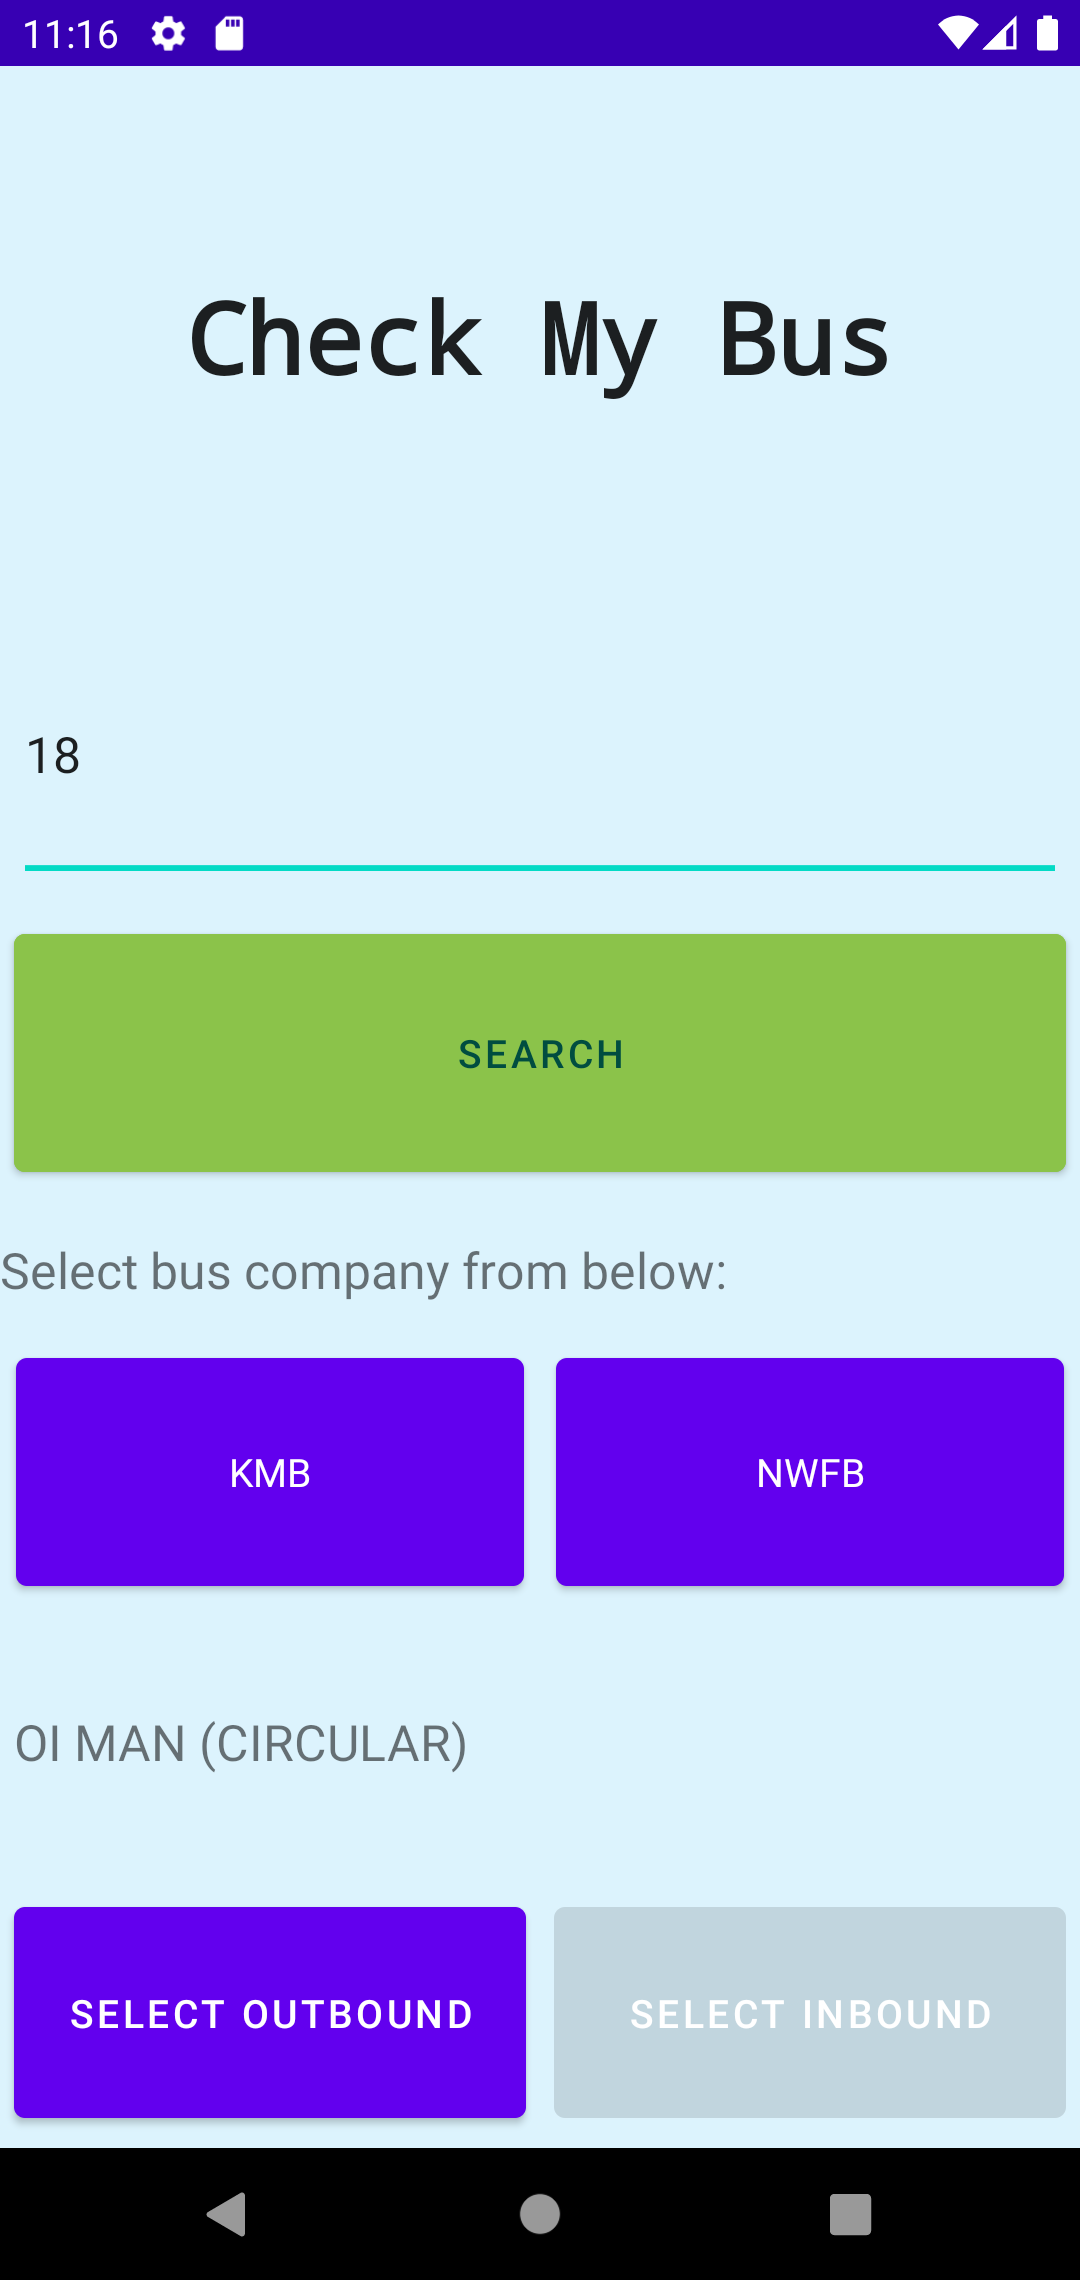 11:16
Check My Bus
18
SEARCH
Select bus company from below:
KMB
NWFB
OI MAN (CIRCULAR)
SELECT OUTBOUND
SELECT INBOUND